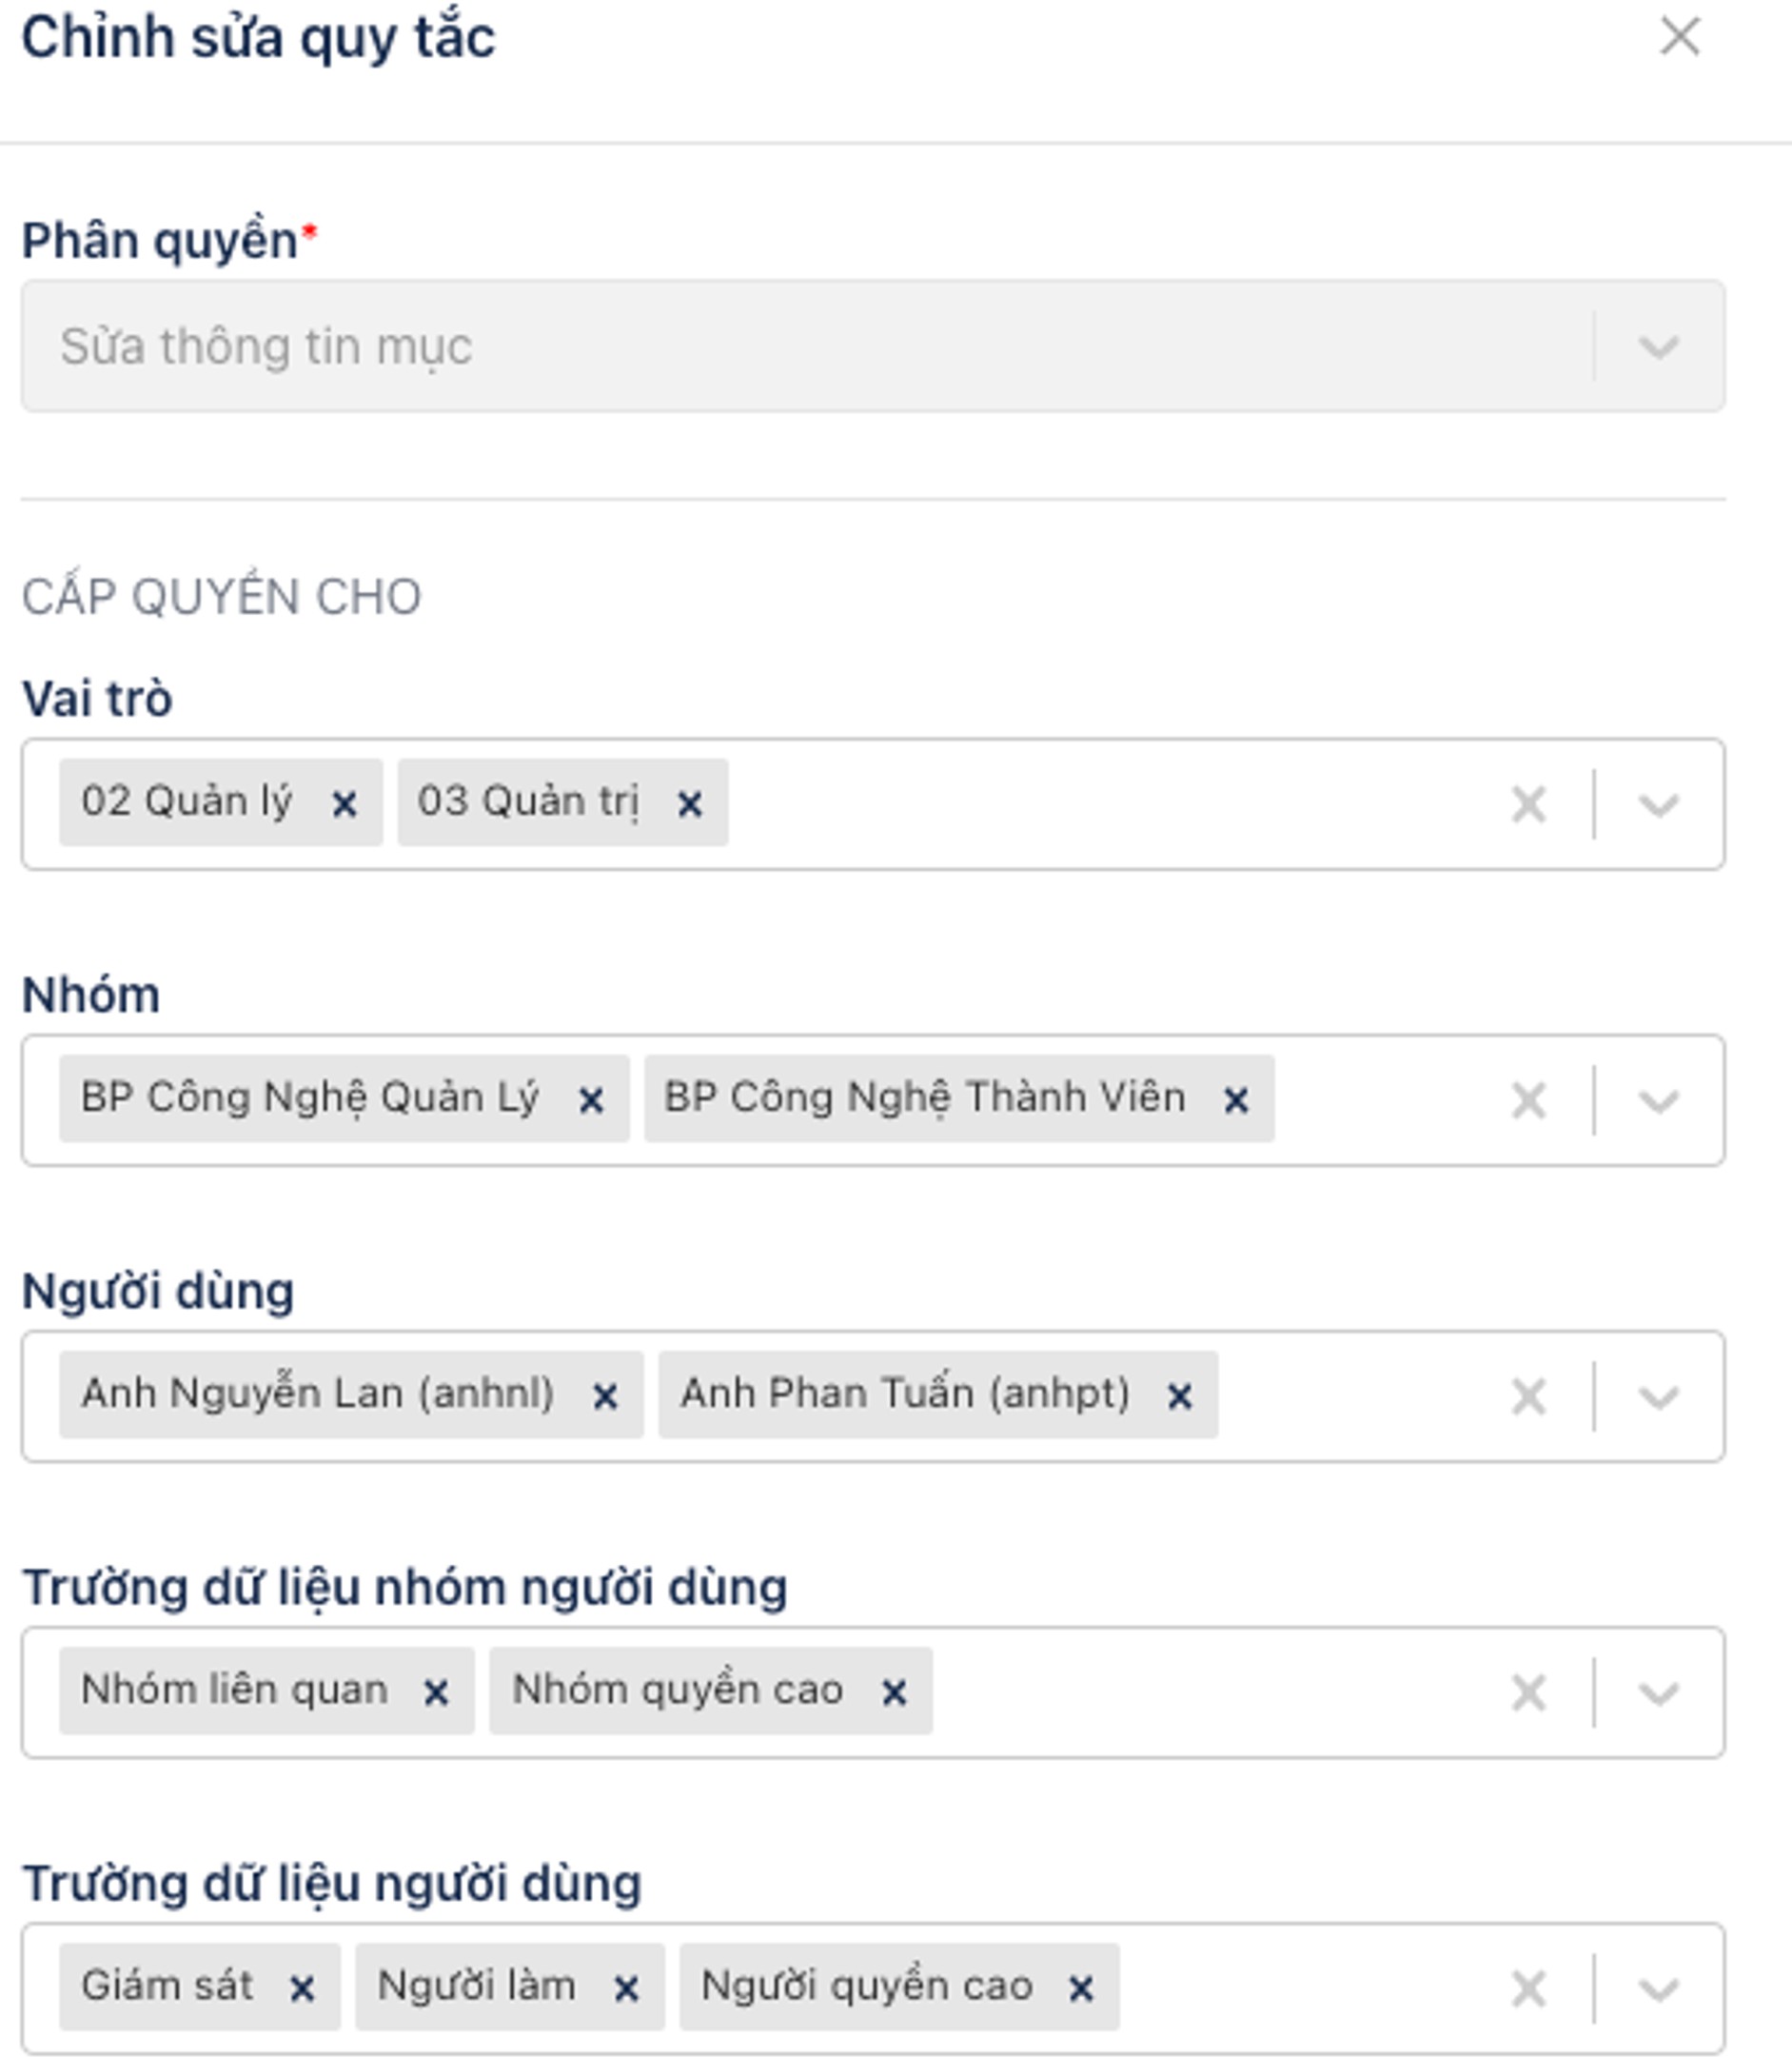 Chỉnh sửa quy tắc
Phân quyền*
Sửa thông tin mục
CẤP QUYỀN CHO
Vai trò
02 Quản lý 03 Quản trị
Nhóm
BP Công Nghệ Quản Lý BP Công Nghệ Thành Viên
Người dùng
Anh Nguyễn Lan (anhnl) Anh Phan Tuấn (anhpt)
Trường dữ liệu nhóm người dùng
Nhóm liên quan Nhóm quyền cao
Trường dữ liệu người dùng
Giám sát Người làm Người quyền cao